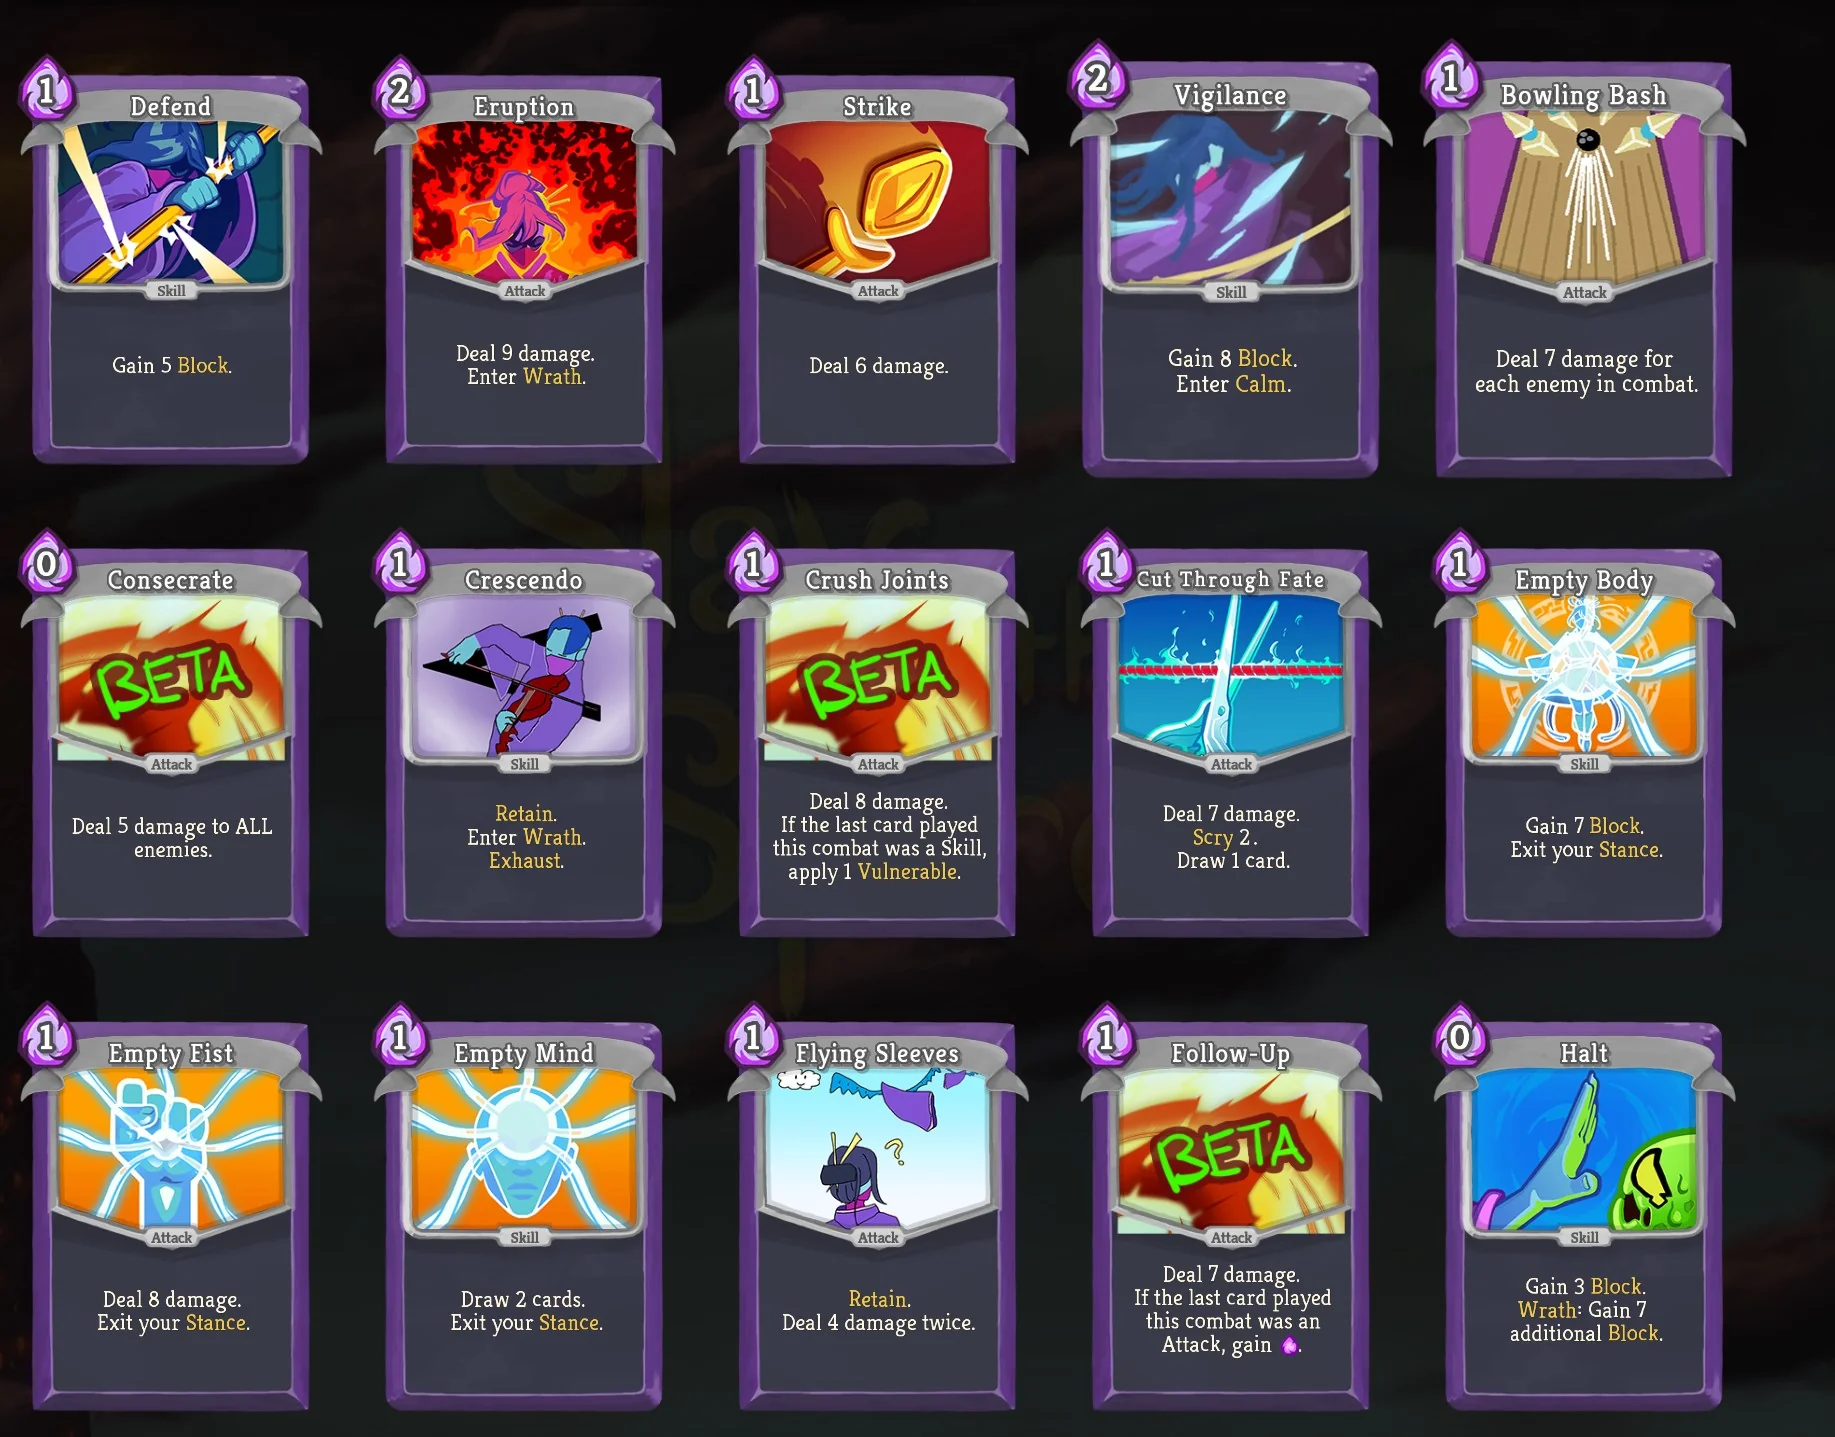 1
Defend
Skill
Gain 5 Block.
2
Eruption
Attack
Deal 9 damage.
Enter Wrath.
1
Strike
Attack
Deal 6 damage.
2
Vigilance
Skill
Gain 8 Block.
Enter Calm.
1
Bowling Bash
Attack
Deal 7 damage for
each enemy in combat.
0
Consecrate
BETA
Attack
Deal 5 damage to ALL
enemies.
1
Crescendo
Skill
Retain.
Enter Wrath.
Exhaust.
1
Crush Joints
BETA
Attack
Deal 8 damage.
If the last card played
this combat was a Skill,
apply 1 Vulnerable.
1
Cut Through Fate
Attack
Deal 7 damage.
Scry 2.
Draw 1 card.
1
Empty Body
Skill
Gain 7 Block.
Exit your Stance.
1
Empty Fist
Attack
Deal 8 damage.
Exit your Stance.
1
Empty Mind
Skill
Draw 2 cards.
Exit your Stance.
1
Flying Sleeves
?
Attack
Retain.
Deal 4 damage twice.
1
Follow-Up
BETA
Attack
Deal 7 damage.
If the last card played
this combat was an
Attack, gain .
0
Halt
Skill
Gain 3 Block.
Wrath: Gain 7
additional Block.